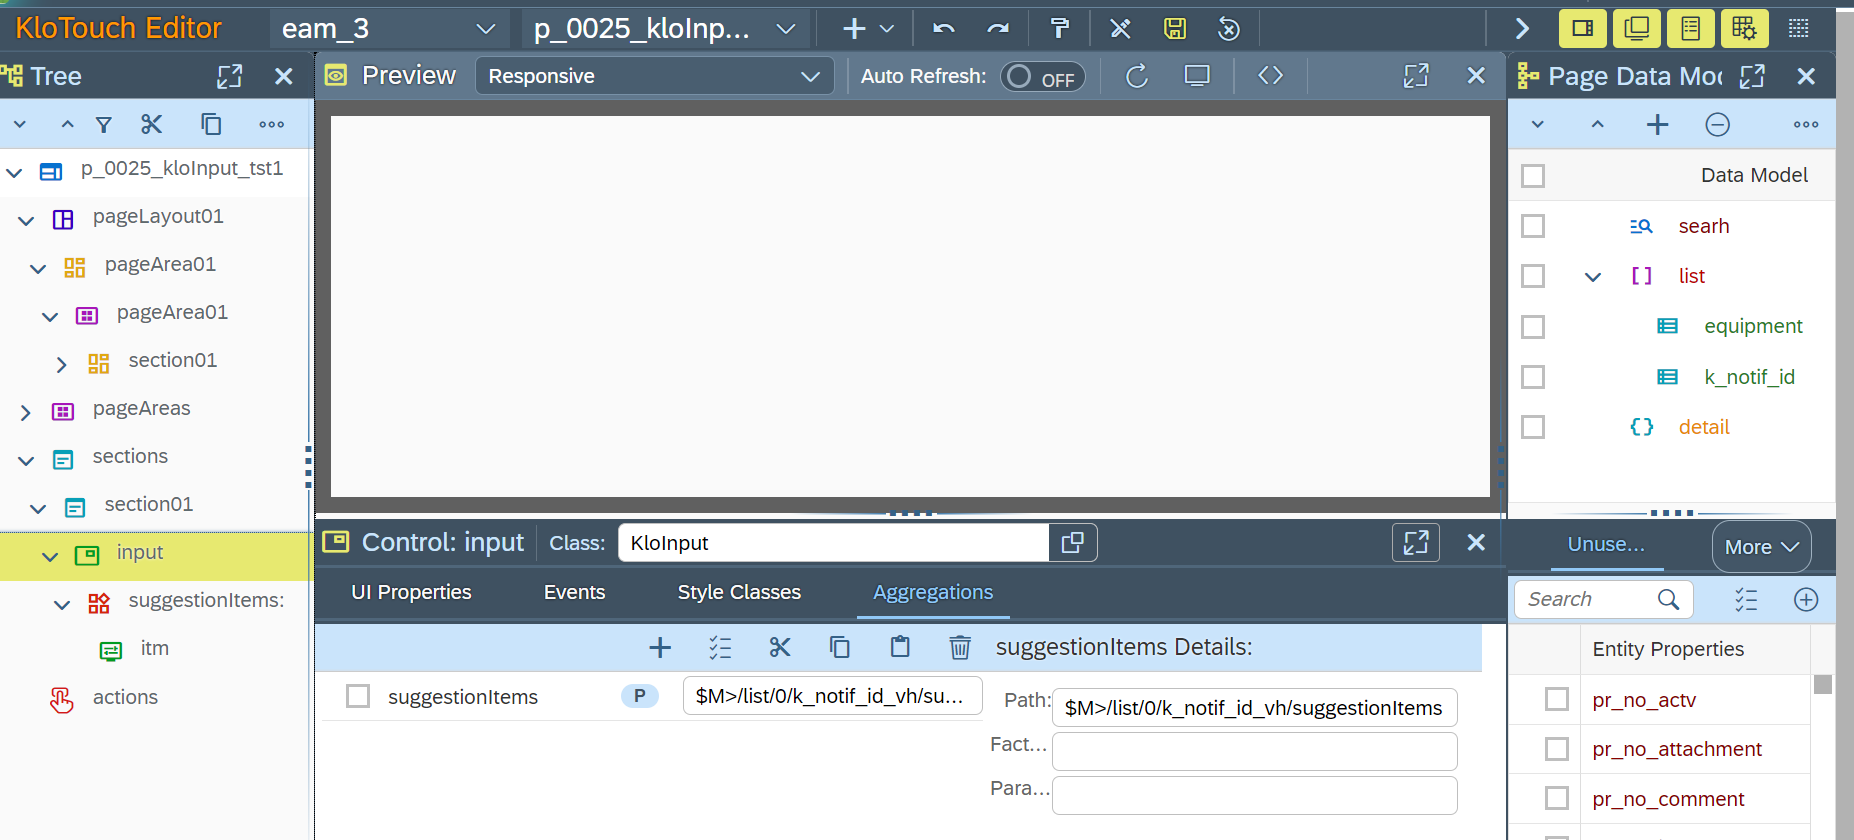 KloTouch Editor
eam_3
p_0025_kloInp...
Tree
Preview
Responsive
Auto Refresh:
OFF
p_0025_kloInput_tst1
pageLayout01
pageArea01
pageArea01
section01
pageAreas
sections
section01
input
suggestionItems:
itm
actions
Control: input
Class:
KloInput
UI Properties
Events
Style Classes
Aggregations
suggestionItems Details:
suggestionItems
P
$M>/list/0/k_notif_id_vh/su...
Path:
$M>/list/0/k_notif_id_vh/suggestionItems
Fact...
Para...
Page Data Mo
Data Model
searh
list
equipment
k_notif_id
detail
Unuse...
More
Search
Entity Properties
pr_no_actv
pr_no_attachment
pr_no_comment